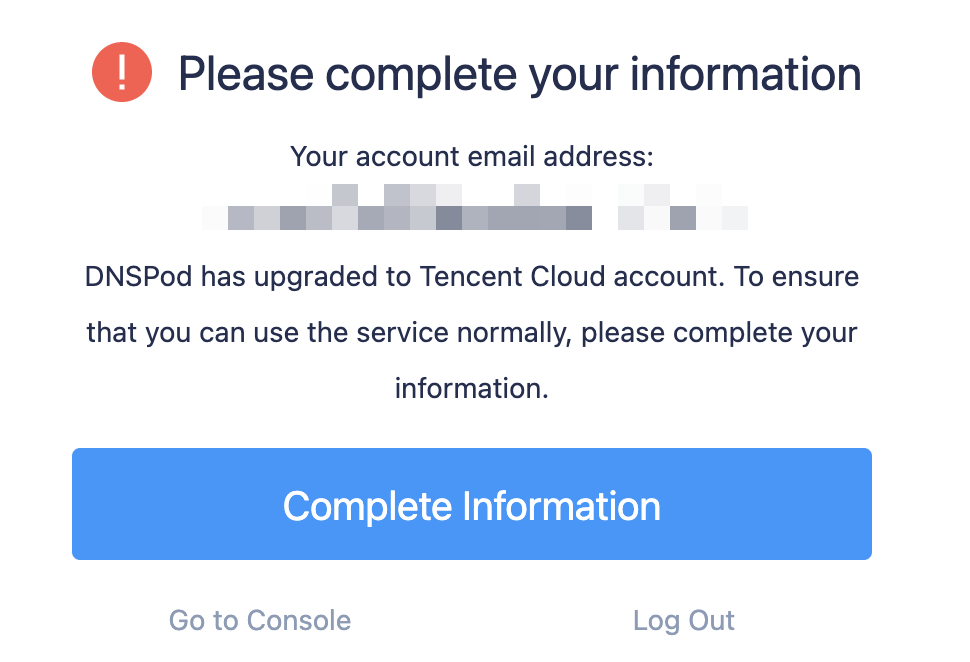 Please complete your information
Your account email address:
DNSPod has upgraded to Tencent Cloud account. To ensure
that you can use the service normally, please complete your
information.
Complete Information
Go to Console
Log Out